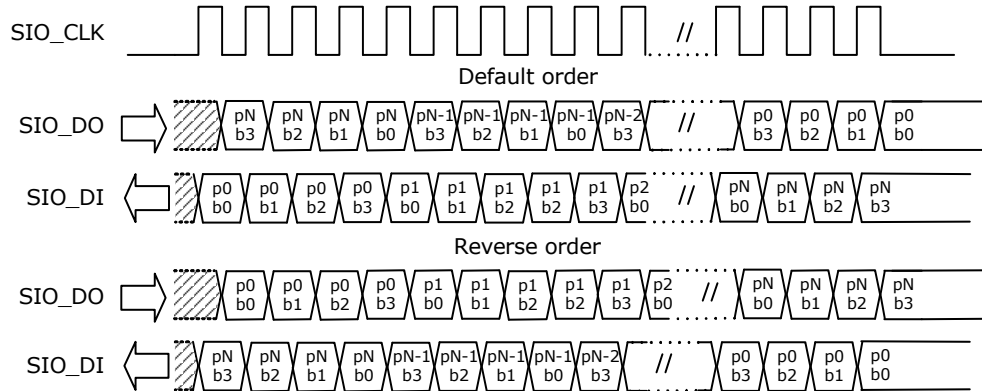 SIO_CLK //
Default order
SIO_DO pN pN pN pN pN-1 pN-1 pN-1 pN-1 pN-2 // p0 p0 p0 p0
b3 b2 b1 b0 b3 b2 b1 b0 b3 b3 b2 b1 b0
SIO_DI p0 p0 p0 p0 p1 p1 p1 p1 p1 p2 // pN pN pN pN
b0 b1 b2 b3 b0 b1 b2 b2 b3 b0 b0 b1 b2 b3
Reverse order
SIO_DO p0 p0 p0 p0 p1 p1 p1 p1 p1 p2 // pN pN pN pN
b0 b1 b2 b3 b0 b1 b2 b2 b3 b0 b0 b1 b2 b3
SIO_DI pN pN pN pN pN-1 pN-1 pN-1 pN-1 pN-2 // p0 p0 p0 p0
b3 b2 b1 b0 b3 b2 b1 b0 b3 b3 b2 b1 b0